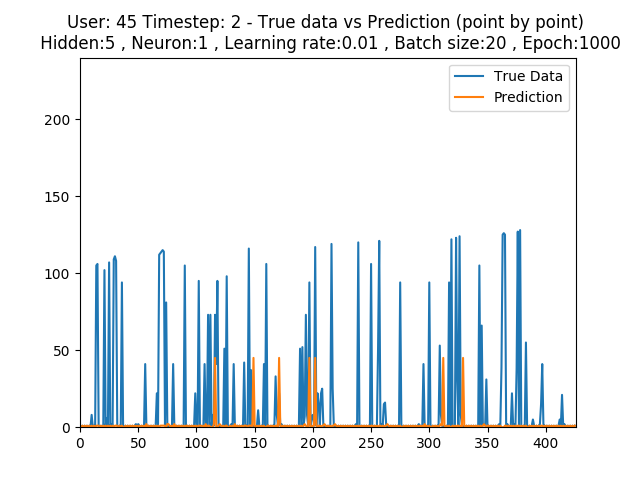 User: 45 Timestep: 2 - True data vs Prediction (point by point)
Hidden:5 , Neuron:1 , Learning rate:0.01 , Batch size:20 , Epoch:1000
True Data
Prediction
200
150
100
50
0
0 50 100 150 200 250 300 350 400